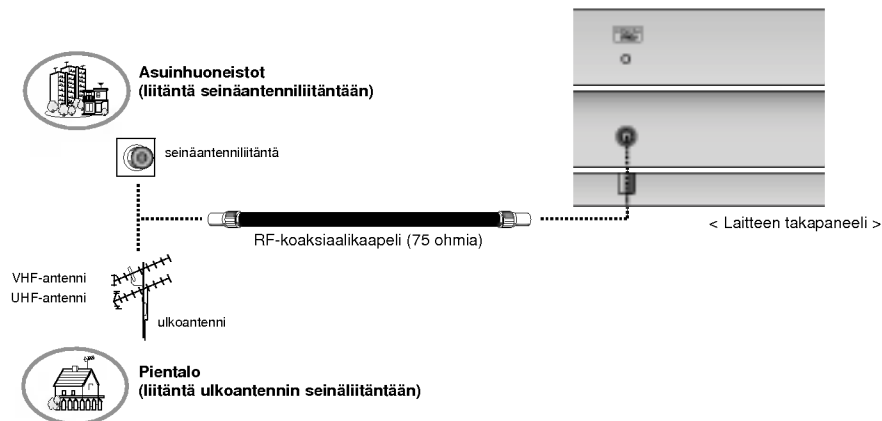 Asuinhuoneistot
(liitäntä seinäantenniliitäntään)
seinäantenniliitäntä
RF-koaksiaalikaapeli (75 ohmia)
< Laitteen takapaneeli >
VHF-antenni
UHF-antenni
ulkoantenni
Pientalo
(liitäntä ulkoantennin seinäliitäntään)